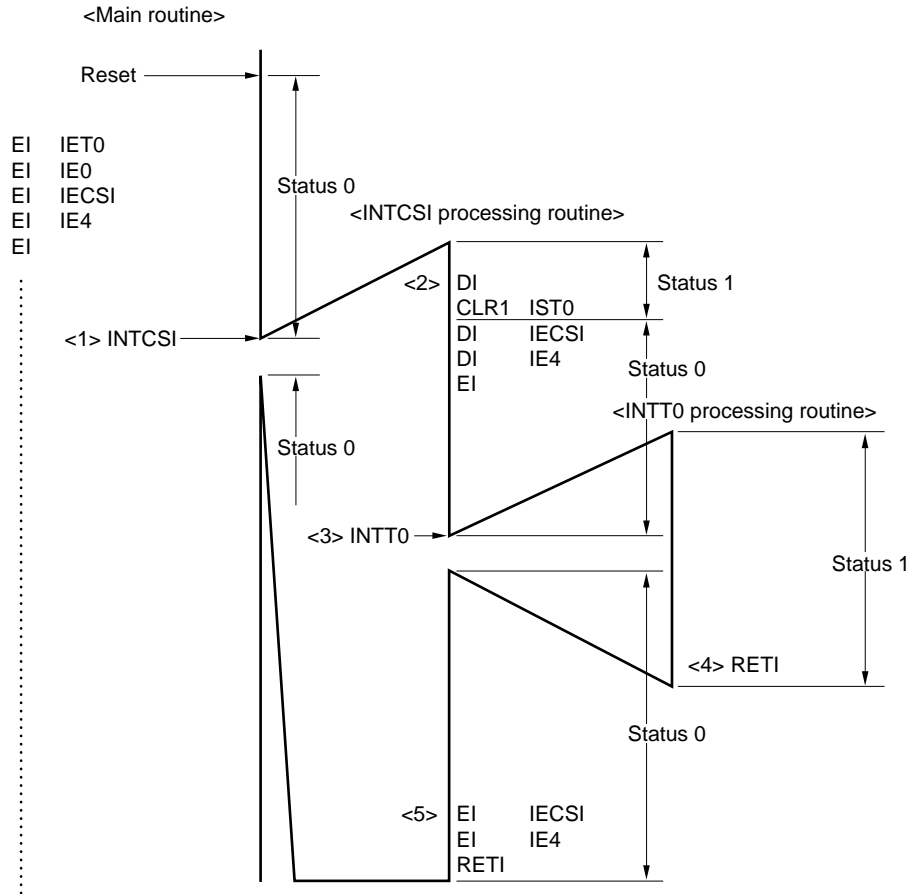 <Main routine>
Reset
EI IET0
EI IE0
EI IECSI
EI IE4
EI
Status 0
<INTCSI processing routine>
<2> DI
CLR1 IST0
DI IECSI
DI IE4
EI
Status 1
<1> INTCSI
Status 0
<INTT0 processing routine>
Status 0
<3> INTT0
Status 1
<4> RETI
Status 0
<5> EI IECSI
EI IE4
RETI